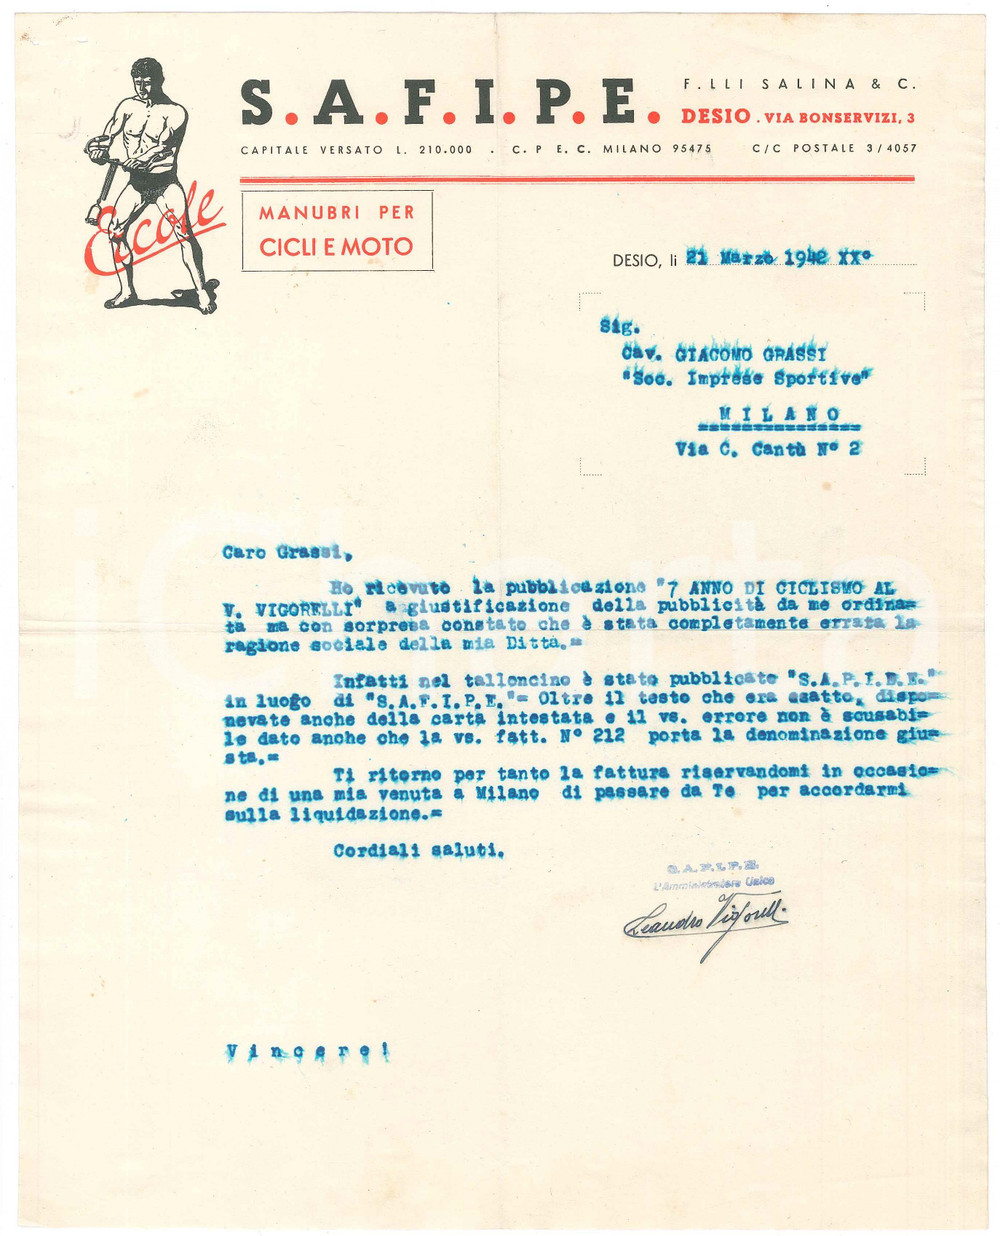 S.A.F.I.P.E.
F.LLI SALINA & C.
DESIO . VIA BONSERVIZI, 3
CAPITALE VERSATO L. 210.000 . C. P E. C. MILANO 95475 C/C POSTALE 3/4057
Ercole
MANUBRI PER
CICLI E MOTO
DESIO, li 21 Marzo 1942 XX°
Sig.
Cav. GIACOMO GRASSI
"Soc. Imprese Sportive"
MILANO
Via C. Cantù N° 2
Caro Grassi,
Ho ricevuto la pubblicazione "7 ANNO DI CICLISMO AL
V. VIGORELLI" a giustificazione della pubblicità da me ordina=
ta ma con sorpresa constato che è stata completamente errata la
ragione sociale della mia Ditta.=
Infatti nel talloncino è stato pubblicato "S.A.P.I.D.E."
in luogo di "S.A.F.I.P.E."= Oltre il testo che era esatto, dispo=
nevate anche della carta intestata e il vs. errore non è scusabi=
le dato anche che la vs. fatt. N° 212 porta la denominazione giu=
sta.=
Ti ritorno per tanto la fattura riservandomi in occasio=
ne di una mia venuta a Milano di passare da Te per accordarmi
sulla liquidazione.=
Cordiali saluti.
S.A.F.I.P.E.
L'Amministratore Unico
Leandro Vigorelli
Vincere!